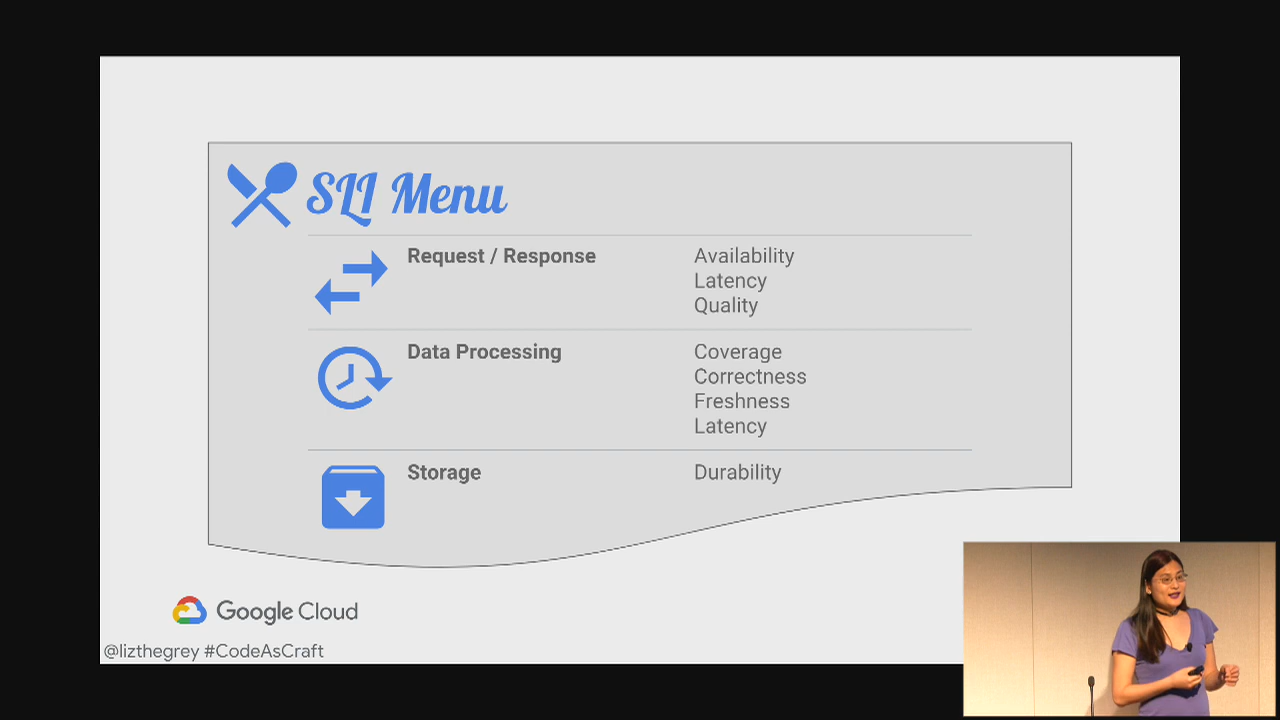 SLI Menu
Request / Response
Availability
Latency
Quality
Data Processing
Coverage
Correctness
Freshness
Latency
Storage
Durability
Google Cloud
@lizthegrey #CodeAsCraft